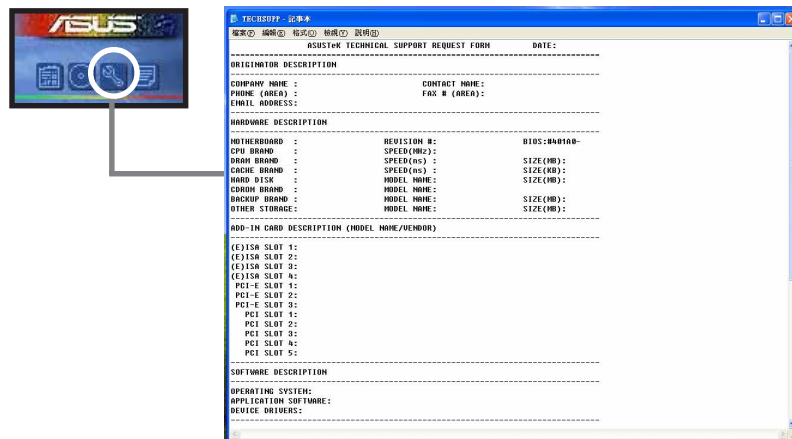 ASUS
TECHSUPP - 記事本
檔案(F) 編輯(E) 格式(O) 檢視(V) 說明(H)
ASUSTeK TECHNICAL SUPPORT REQUEST FORM DATE:
ORIGINATOR DESCRIPTION
COMPANY NAME : CONTACT NAME:
PHONE (AREA) : FAX # (AREA):
EMAIL ADDRESS:
HARDWARE DESCRIPTION
MOTHERBOARD : REVISION #: BIOS:#401A0-
CPU BRAND : SPEED(MHz):
DRAM BRAND : SPEED(ns) : SIZE(MB):
CACHE BRAND : SPEED(ns) : SIZE(KB):
HARD DISK : MODEL NAME: SIZE(MB):
CDROM BRAND : MODEL NAME:
BACKUP BRAND : MODEL NAME: SIZE(MB):
OTHER STORAGE: MODEL NAME: SIZE(MB):
ADD-IN CARD DESCRIPTION (MODEL NAME/VENDOR)
(E)ISA SLOT 1:
(E)ISA SLOT 2:
(E)ISA SLOT 3:
(E)ISA SLOT 4:
PCI-E SLOT 1:
PCI-E SLOT 2:
PCI-E SLOT 3:
PCI SLOT 1:
PCI SLOT 2:
PCI SLOT 3:
PCI SLOT 4:
PCI SLOT 5:
SOFTWARE DESCRIPTION
OPERATING SYSTEM:
APPLICATION SOFTWARE:
DEVICE DRIVERS: